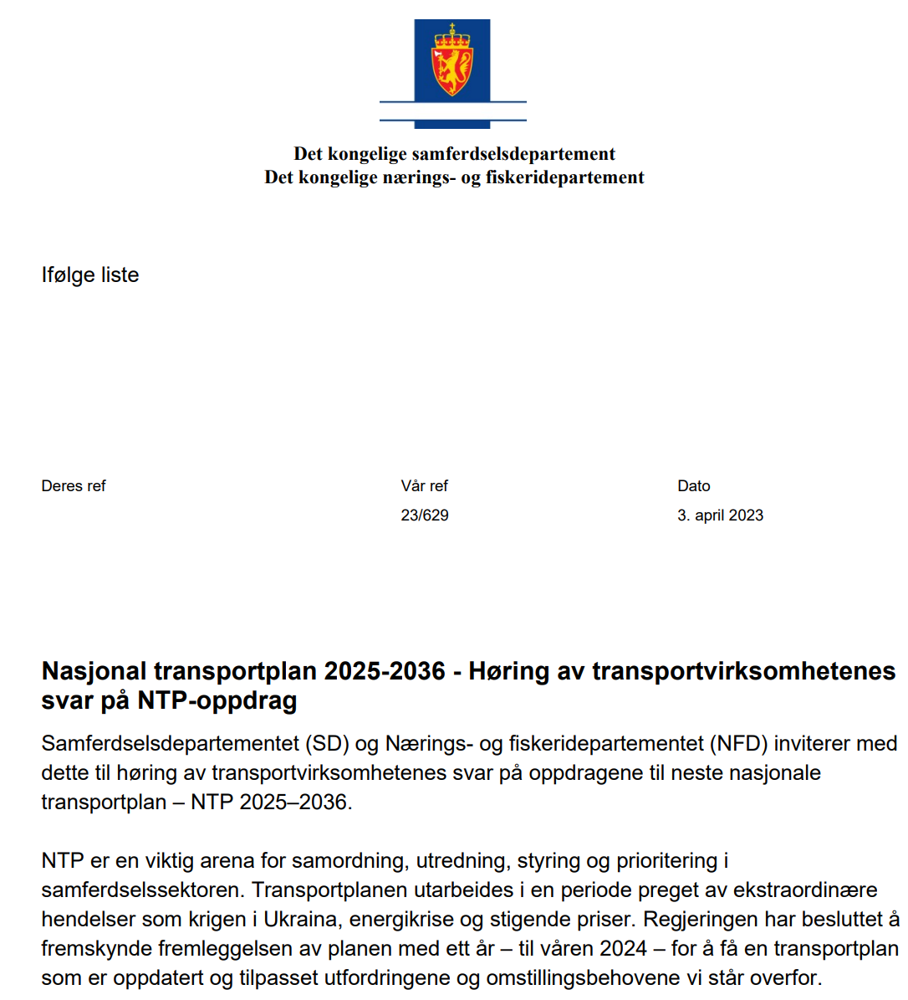 Det kongelige samferdselsdepartement
Det kongelige nærings- og fiskeridepartement
Ifølge liste
Deres ref
Vår ref
Dato
23/629
3. april 2023
Nasjonal transportplan 2025-2036 - Høring av transportvirksomhetenes
svar på NTP-oppdrag
Samferdselsdepartementet (SD) og Nærings- og fiskeridepartementet (NFD) inviterer med
dette til høring av transportvirksomhetenes svar på oppdragene til neste nasjonale
transportplan – NTP 2025–2036.
NTP er en viktig arena for samordning, utredning, styring og prioritering i
samferdselssektoren. Transportplanen utarbeides i en periode preget av ekstraordinære
hendelser som krigen i Ukraina, energikrise og stigende priser. Regjeringen har besluttet å
fremskynde fremleggelsen av planen med ett år – til våren 2024 – for å få en transportplan
som er oppdatert og tilpasset utfordringene og omstillingsbehovene vi står overfor.